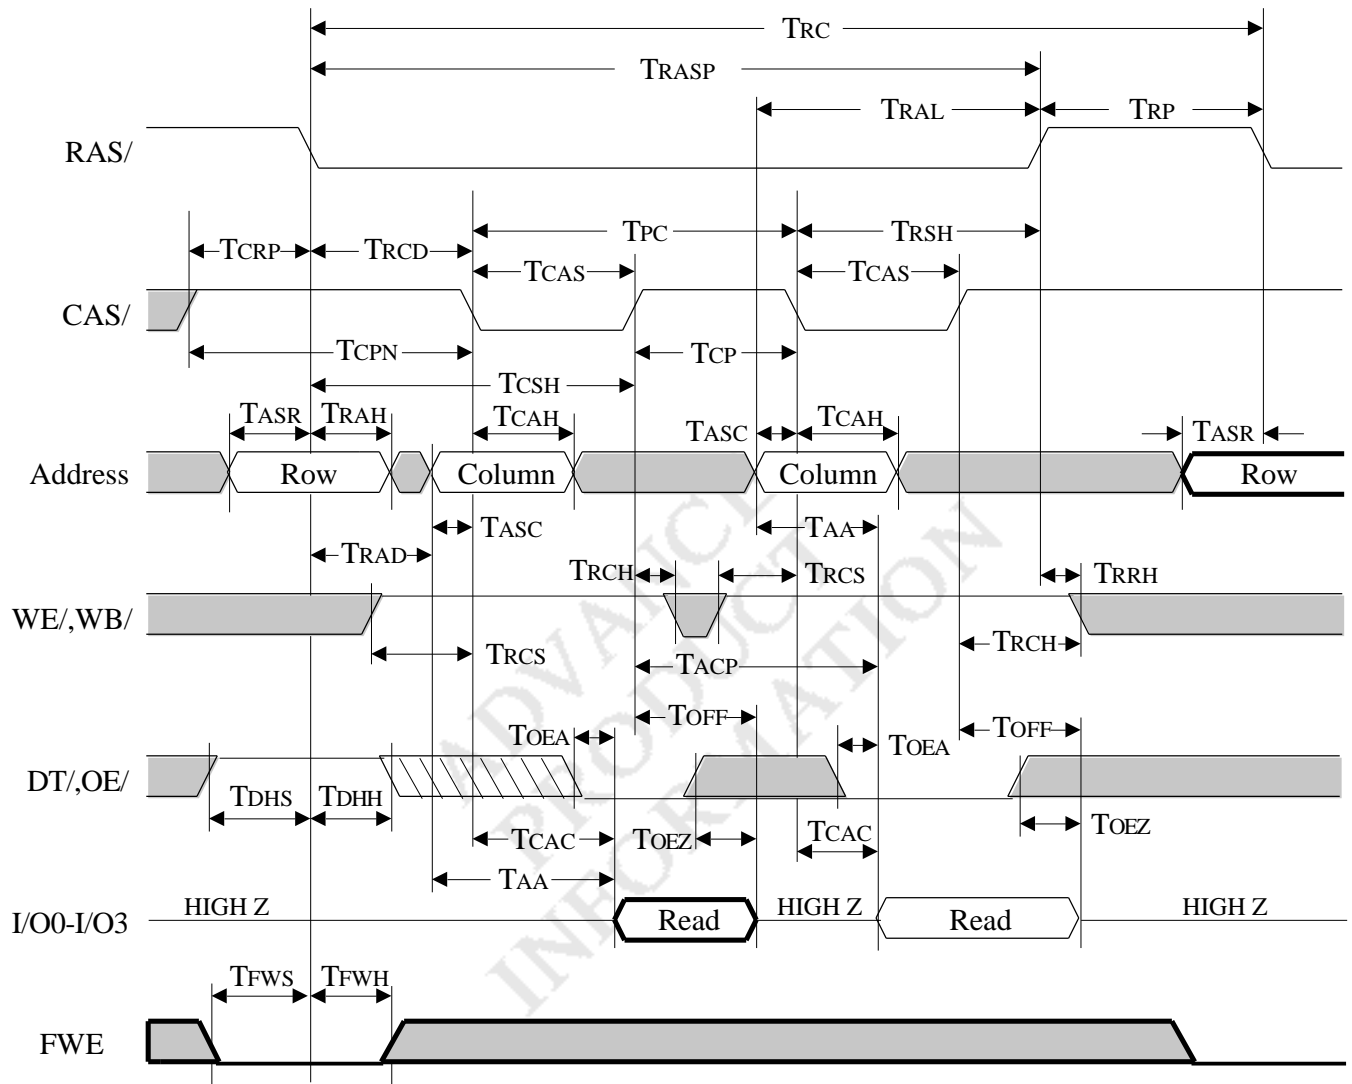 TRC
TRASP
TRAL TRP
RAS/
TCRP TRCD TPC TRSH
TCAS TCAS
CAS/
TCPN TCP
TCSH
TASR TRAH TCAH TASC TCAH TASR
Address Row Column Column Row
TASC TAA
TRAD TRCH TRCS TRRH
WE/,WB/
TRCS TACP TRCH
TOFF TOFF
TOEA TOEA
DT/,OE/
TDHS TDHH TCAC TOEZ TCAC TOEZ
TAA
HIGH Z HIGH Z HIGH Z
I/O0-I/O3 Read Read
TFWS TFWH
FWE
ADVANCE
PRODUCT
INFORMATION